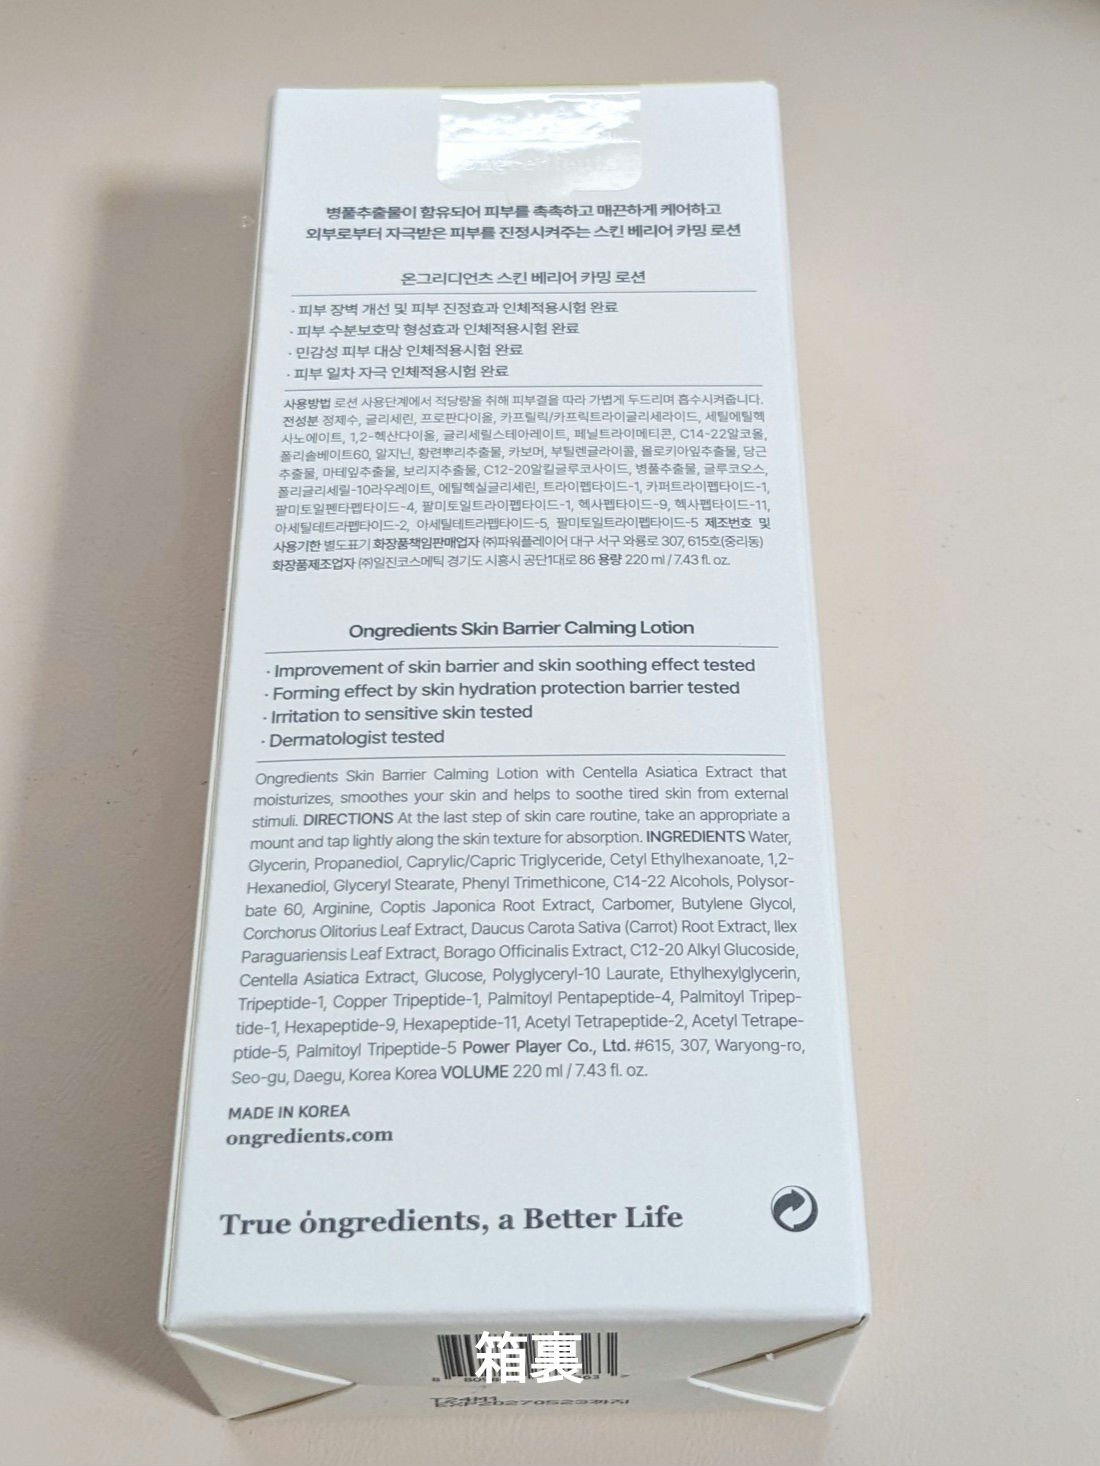 병풀추출물이 함유되어 피부를 촉촉하고 매끈하게 케어하고
외부로부터 자극받은 피부를 진정시켜주는 스킨 베리어 카밍 로션
온그리디언츠 스킨 베리어 카밍 로션
· 피부 장벽 개선 및 피부 진정효과 인체적용시험 완료
· 피부 수분보호막 형성효과 인체적용시험 완료
· 민감성 피부 대상 인체적용시험 완료
· 피부 일차 자극 인체적용시험 완료
사용방법 로션 사용단계에서 적당량을 취해 피부결을 따라 가볍게 두드리며 흡수시켜줍니다.
전성분 정제수, 글리세린, 프로판다이올, 카프릴릭/카프릭트라이글리세라이드, 세틸에틸헥
사노에이트, 1,2-헥산다이올, 글리세릴스테아레이트, 페닐트라이메티콘, C14-22알코올,
폴리솔베이트60, 알지닌, 황련뿌리추출물, 카보머, 부틸렌글라이콜, 몰로키아잎추출물, 당근
추출물, 마테잎추출물, 보리지추출물, C12-20알킬글루코사이드, 병풀추출물, 글루코오스,
폴리글리세릴-10라우레이트, 에틸헥실글리세린, 트라이펩타이드-1, 카퍼트라이펩타이드-1,
팔미토일펜타펩타이드-4, 팔미토일트라이펩타이드-1, 헥사펩타이드-9, 헥사펩타이드-11,
아세틸테트라펩타이드-2, 아세틸테트라펩타이드-5, 팔미토일트라이펩타이드-5 제조번호 및
사용기한 별도표기 화장품책임판매업자 ㈜파워플레이어 대구 서구 와룡로 307, 615호(중리동)
화장품제조업자 ㈜일진코스메틱 경기도 시흥시 공단1대로 86 용량 220 ml / 7.43 fl. oz.
Ongredients Skin Barrier Calming Lotion
· Improvement of skin barrier and skin soothing effect tested
· Forming effect by skin hydration protection barrier tested
· Irritation to sensitive skin tested
· Dermatologist tested
Ongredients Skin Barrier Calming Lotion with Centella Asiatica Extract that
moisturizes, smoothes your skin and helps to soothe tired skin from external
stimuli. DIRECTIONS At the last step of skin care routine, take an appropriate a
mount and tap lightly along the skin texture for absorption. INGREDIENTS Water,
Glycerin, Propanediol, Caprylic/Capric Triglyceride, Cetyl Ethylhexanoate, 1,2-
Hexanediol, Glyceryl Stearate, Phenyl Trimethicone, C14-22 Alcohols, Polysor-
bate 60, Arginine, Coptis Japonica Root Extract, Carbomer, Butylene Glycol,
Corchorus Olitorius Leaf Extract, Daucus Carota Sativa (Carrot) Root Extract, Ilex
Paraguariensis Leaf Extract, Borago Officinalis Extract, C12-20 Alkyl Glucoside,
Centella Asiatica Extract, Glucose, Polyglyceryl-10 Laurate, Ethylhexylglycerin,
Tripeptide-1, Copper Tripeptide-1, Palmitoyl Pentapeptide-4, Palmitoyl Tripep-
tide-1, Hexapeptide-9, Hexapeptide-11, Acetyl Tetrapeptide-2, Acetyl Tetrape-
ptide-5, Palmitoyl Tripeptide-5 Power Player Co., Ltd. #615, 307, Waryong-ro,
Seo-gu, Daegu, Korea Korea VOLUME 220 ml / 7.43 fl. oz.
MADE IN KOREA
ongredients.com
True ongredients, a Better Life
箱裏
EXP20270523까지